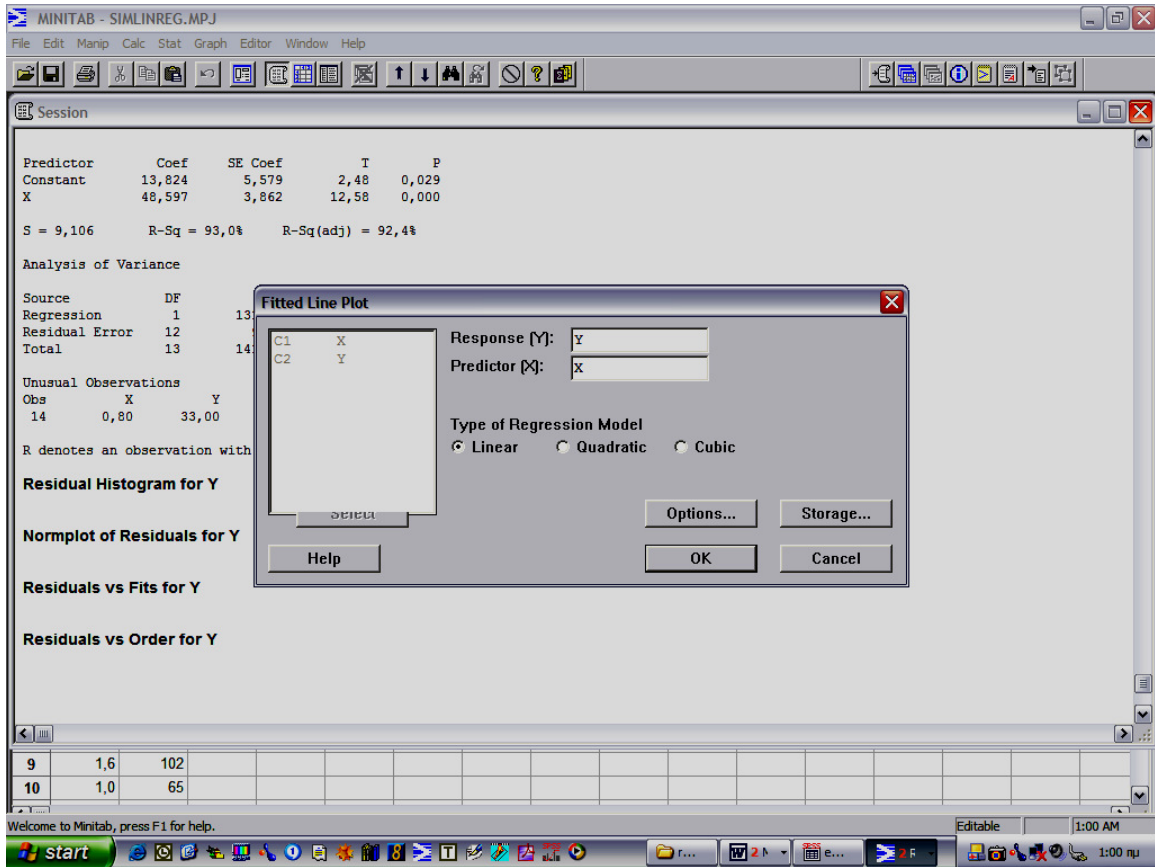 MINITAB - SIMLINREG.MPJ
File Edit Manip Calc Stat Graph Editor Window Help
Session
Predictor Coef SE Coef T P
Constant 13,824 5,579 2,48 0,029
X 48,597 3,862 12,58 0,000
S = 9,106 R-Sq = 93,0% R-Sq(adj) = 92,4%
Analysis of Variance
Source DF
Regression 1 13
Residual Error 12
Total 13 14
Unusual Observations
Obs X Y
14 0,80 33,00
R denotes an observation with
Residual Histogram for Y
Normplot of Residuals for Y
Residuals vs Fits for Y
Residuals vs Order for Y
Fitted Line Plot
C1 X
C2 Y
Response (Y): Y
Predictor (X): X
Type of Regression Model
Linear Quadratic Cubic
Select
Options... Storage...
Help OK Cancel
9 1,6 102
10 1,0 65
Welcome to Minitab, press F1 for help. Editable 1:00 AM
start r... 2 e... 2 1:00 πμ